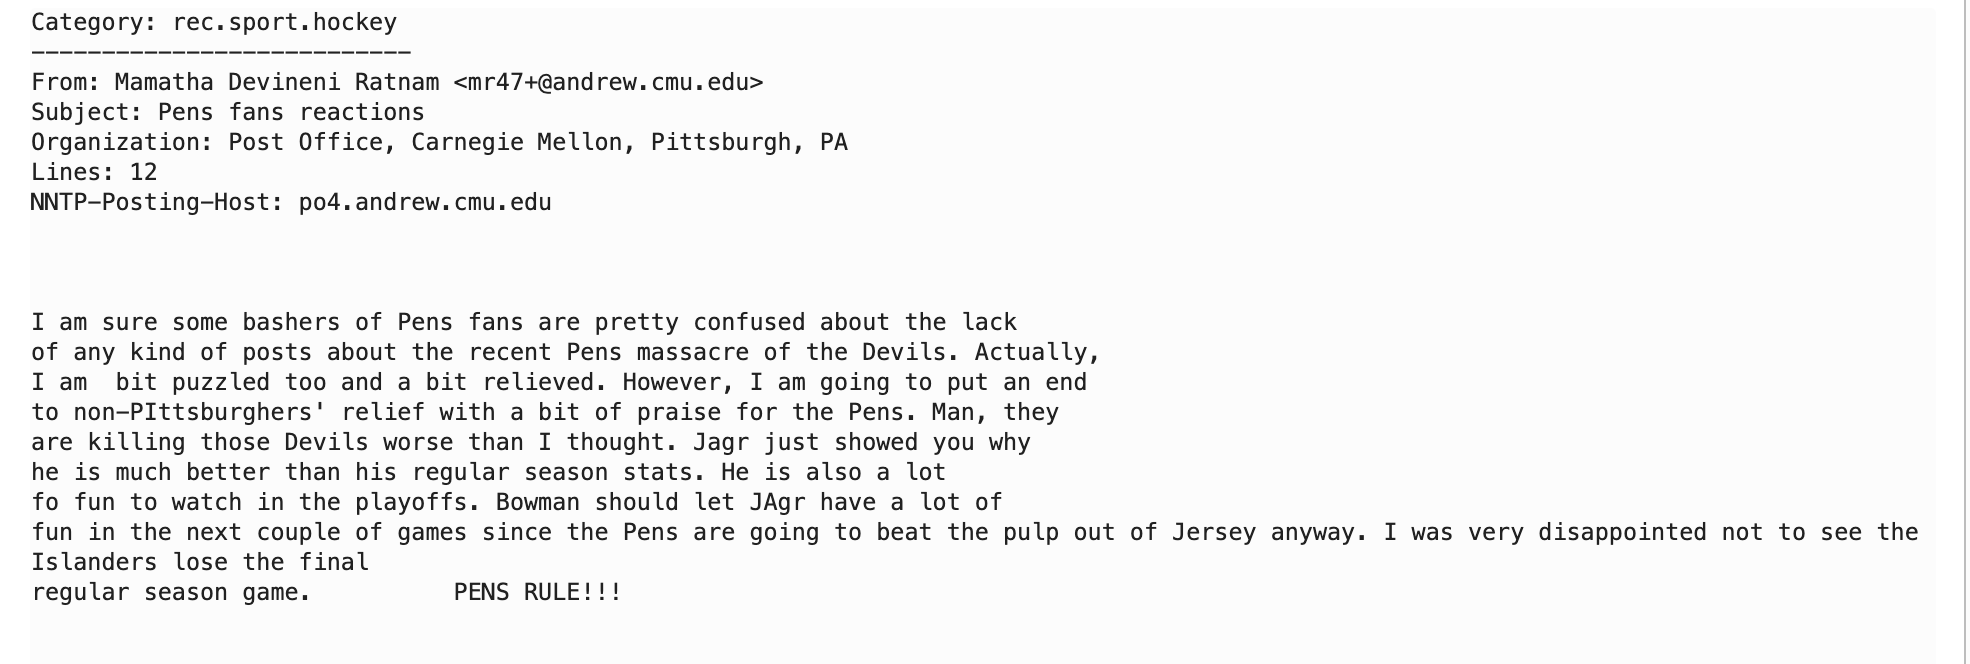 Category: rec.sport.hockey
---------------------------
From: Mamatha Devineni Ratnam <mr47+@andrew.cmu.edu>
Subject: Pens fans reactions
Organization: Post Office, Carnegie Mellon, Pittsburgh, PA
Lines: 12
NNTP-Posting-Host: po4.andrew.cmu.edu
I am sure some bashers of Pens fans are pretty confused about the lack
of any kind of posts about the recent Pens massacre of the Devils. Actually,
I am  bit puzzled too and a bit relieved. However, I am going to put an end
to non-PIttsburghers' relief with a bit of praise for the Pens. Man, they
are killing those Devils worse than I thought. Jagr just showed you why
he is much better than his regular season stats. He is also a lot
fo fun to watch in the playoffs. Bowman should let JAgr have a lot of
fun in the next couple of games since the Pens are going to beat the pulp out of Jersey anyway. I was very disappointed not to see the
Islanders lose the final
regular season game.          PENS RULE!!!